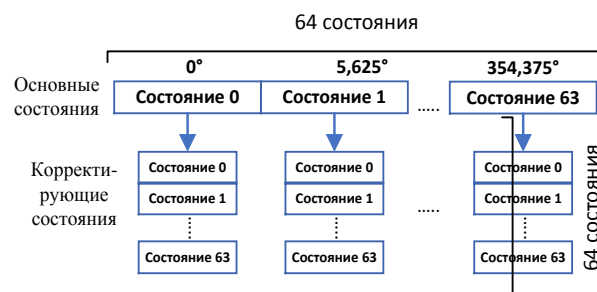 64 состояния
0° 5,625° 354,375°
Основные
состояния
Состояние 0 Состояние 1 ..... Состояние 63
Корректи-
рующие
состояния
Состояние 0 Состояние 0 Состояние 0
Состояние 1 Состояние 1 ..... Состояние 1
Состояние 63 Состояние 63 Состояние 63
64 состояния